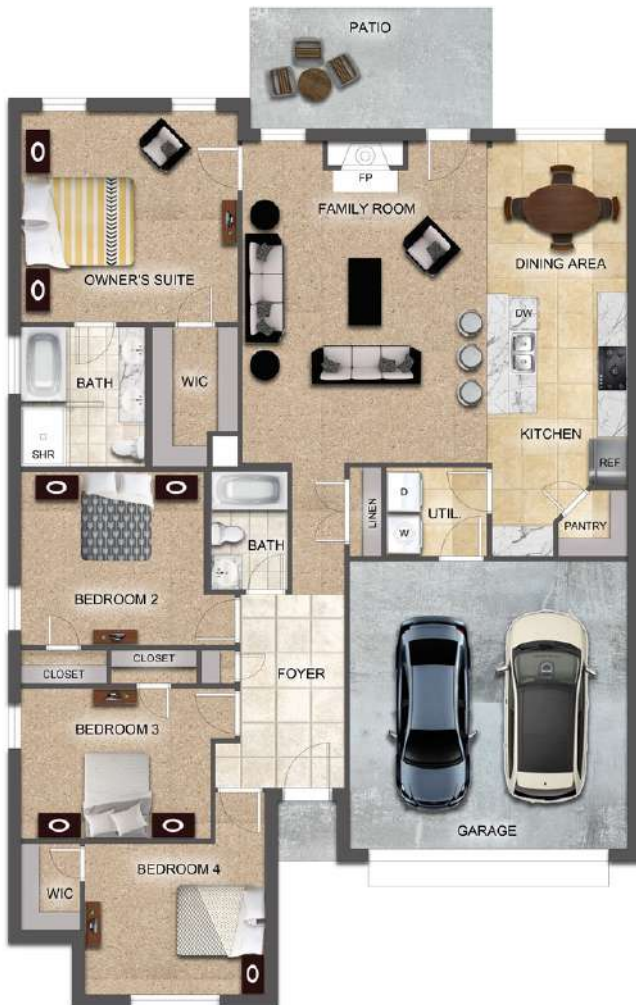 PATIO
FP
FAMILY ROOM
OWNER'S SUITE
DINING AREA
DW
BATH
WIC
SHR
KITCHEN
REF
D
LINEN
UTIL
PANTRY
W
BATH
BEDROOM 2
CLOSET
CLOSET
FOYER
BEDROOM 3
GARAGE
BEDROOM 4
WIC